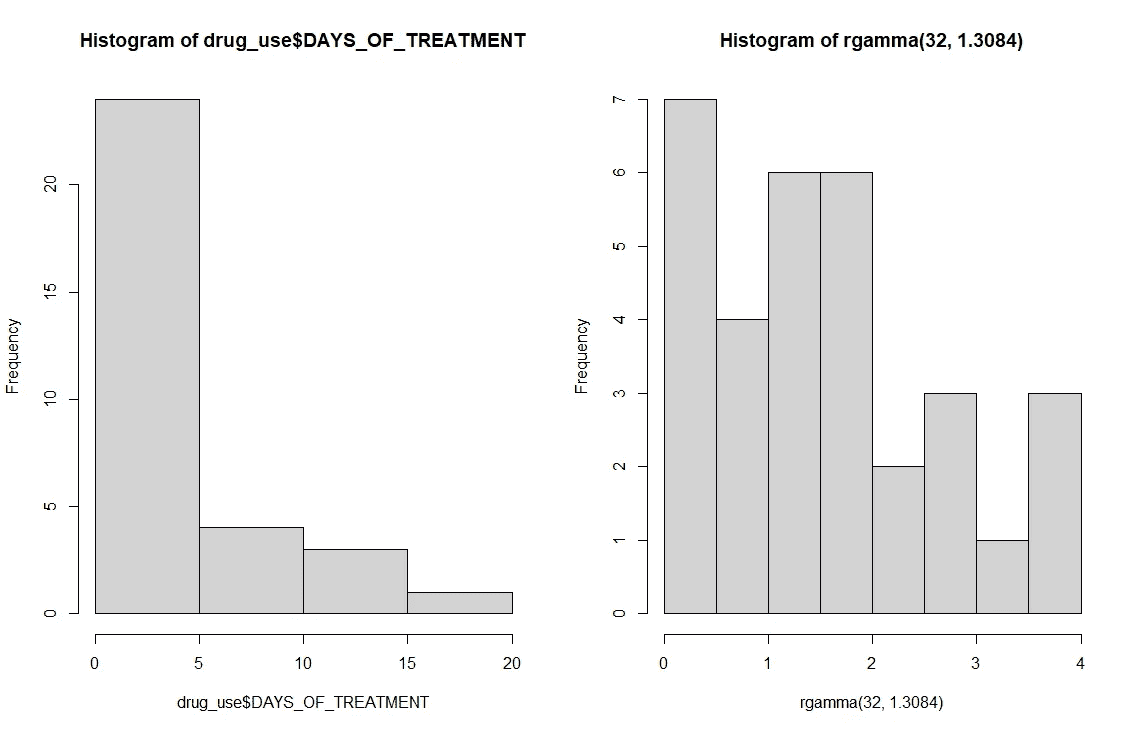 Histogram of drug_use$DAYS_OF_TREATMENT
Frequency
20
15
10
5
0
0 5 10 15 20
drug_use$DAYS_OF_TREATMENT
Histogram of rgamma(32, 1.3084)
Frequency
7
6
5
4
3
2
1
0
0 1 2 3 4
rgamma(32, 1.3084)